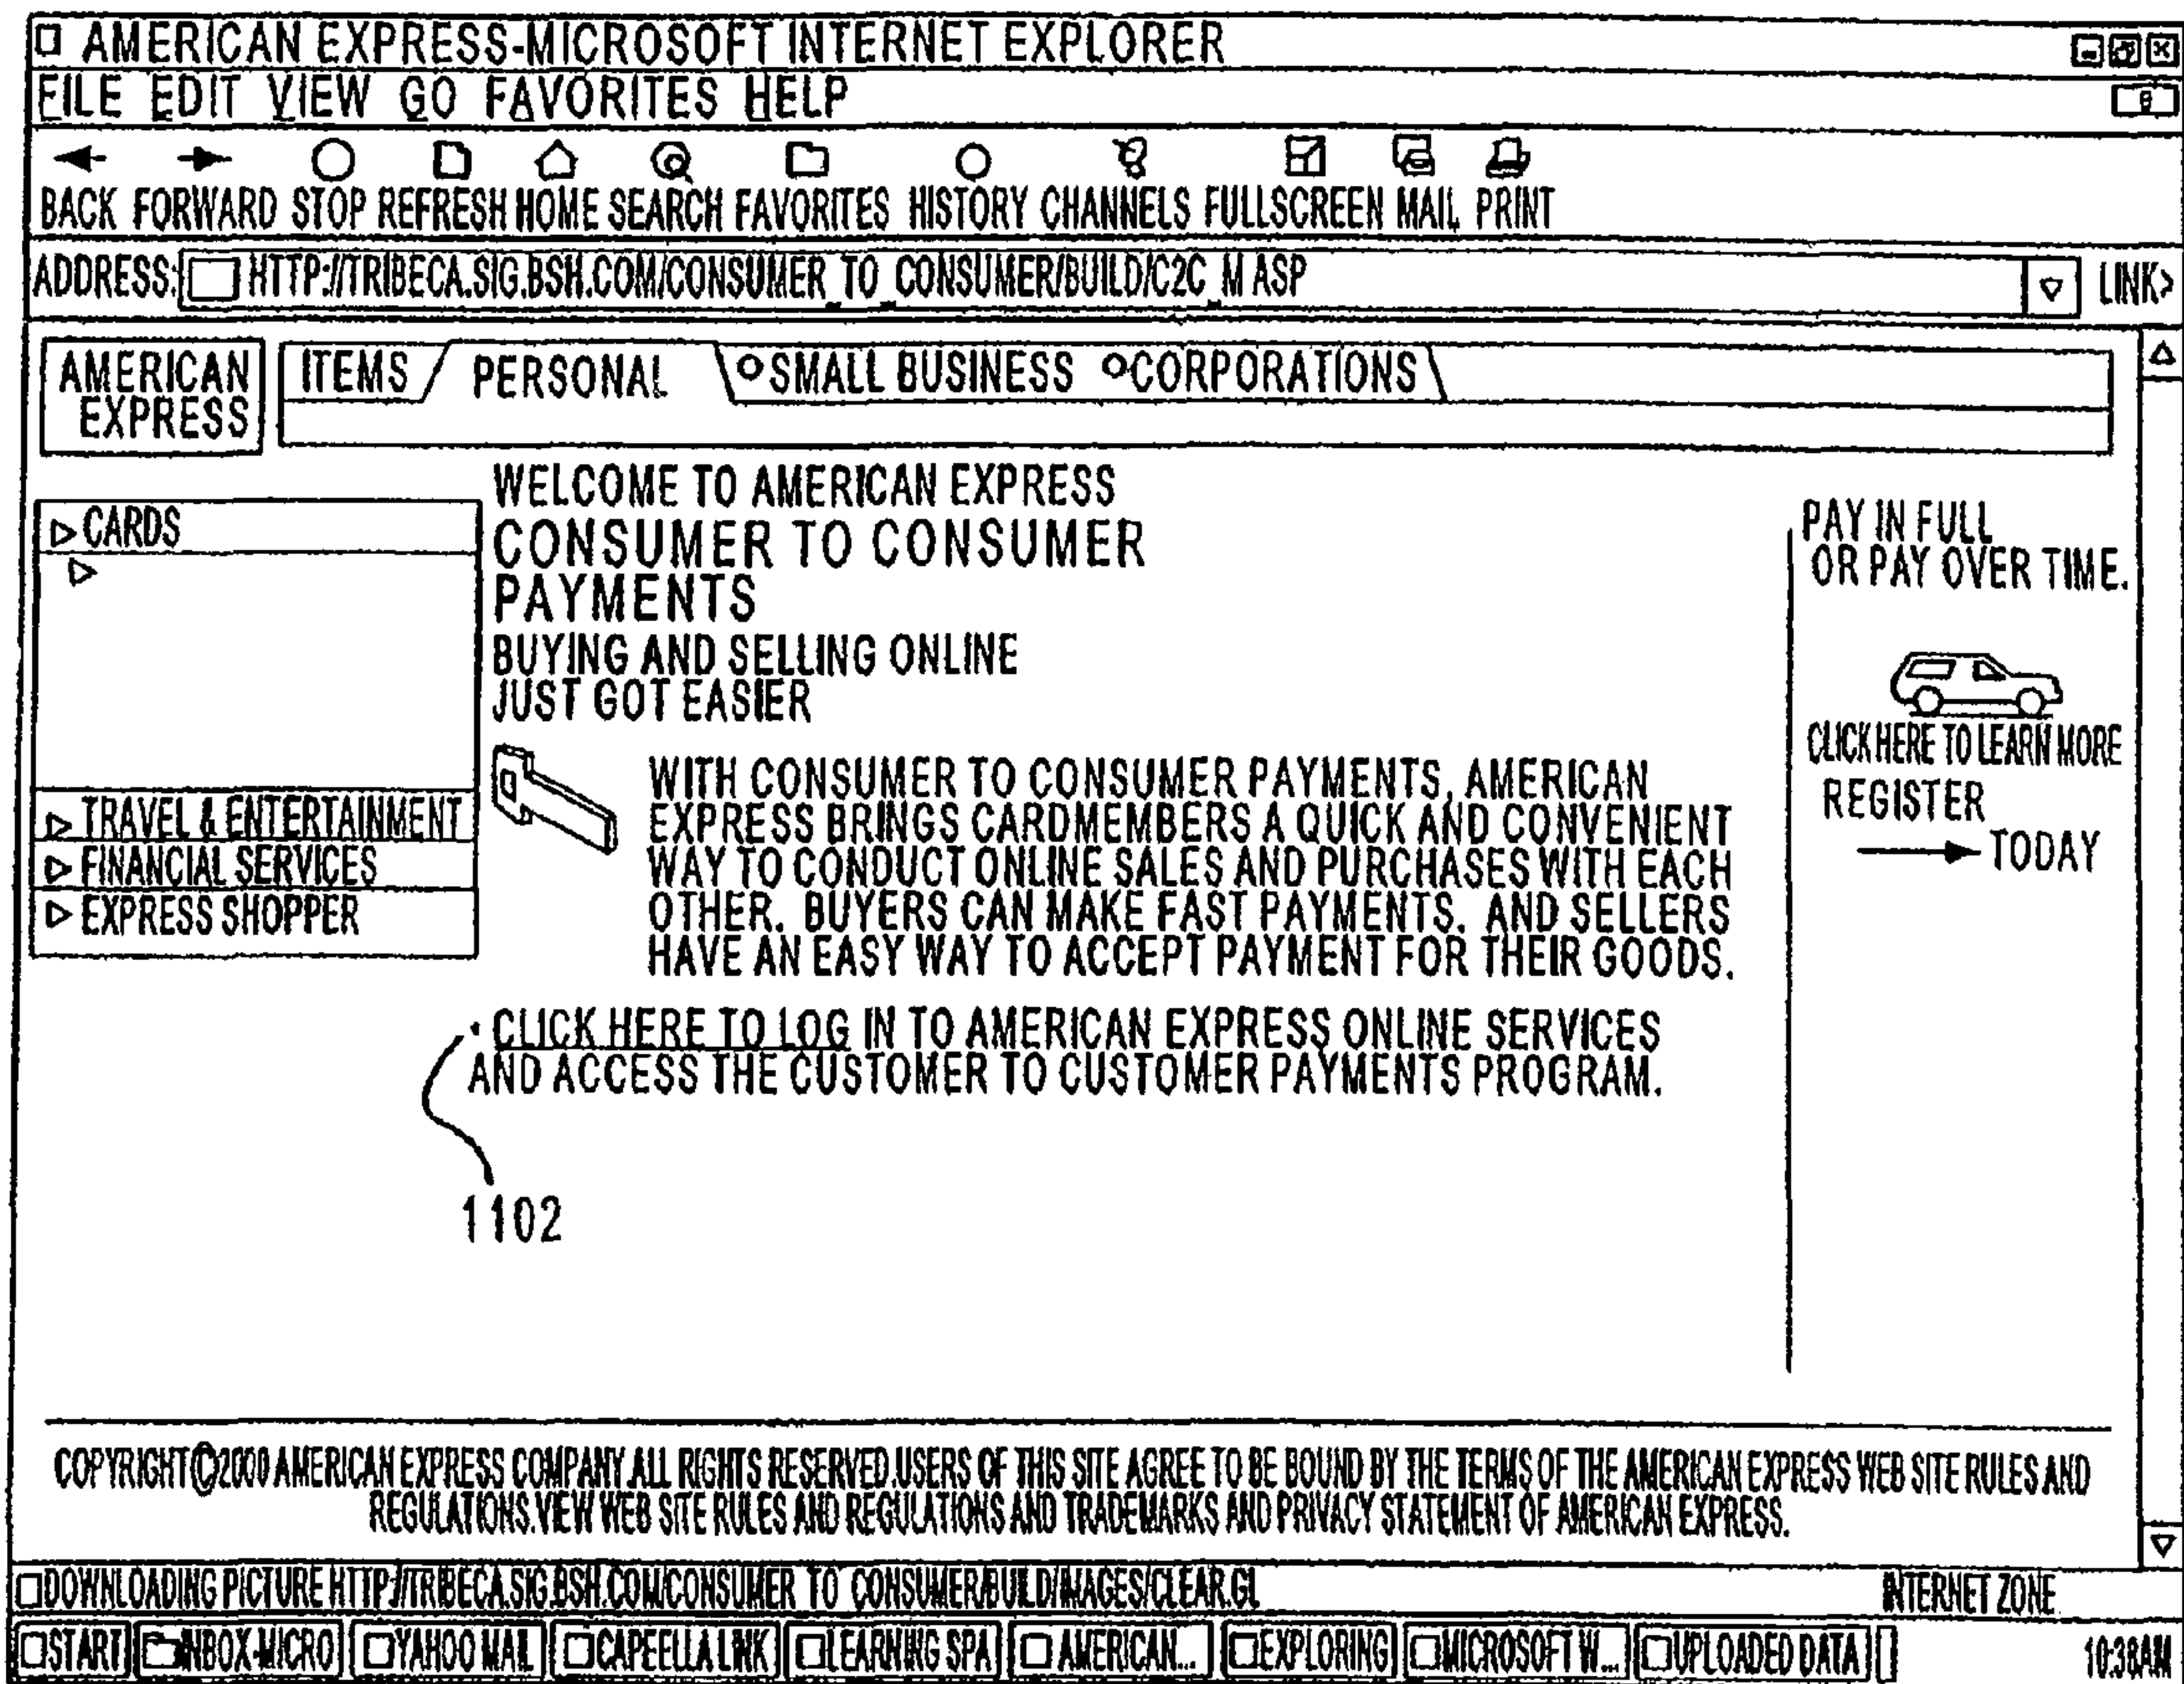 AMERICAN EXPRESS-MICROSOFT INTERNET EXPLORER
FILE EDIT VIEW GO FAVORITES HELP
BACK FORWARD STOP REFRESH HOME SEARCH FAVORITES HISTORY CHANNELS FULLSCREEN MAIL PRINT
ADDRESS: HTTP://TRIBECA.SIG.BSH.COM/CONSUMER_TO_CONSUMER/BUILD/C2C_M ASP LINK>
AMERICAN EXPRESS
ITEMS PERSONAL SMALL BUSINESS CORPORATIONS
CARDS
TRAVEL & ENTERTAINMENT
FINANCIAL SERVICES
EXPRESS SHOPPER
WELCOME TO AMERICAN EXPRESS
CONSUMER TO CONSUMER
PAYMENTS
BUYING AND SELLING ONLINE
JUST GOT EASIER
WITH CONSUMER TO CONSUMER PAYMENTS, AMERICAN
EXPRESS BRINGS CARDMEMBERS A QUICK AND CONVENIENT
WAY TO CONDUCT ONLINE SALES AND PURCHASES WITH EACH
OTHER. BUYERS CAN MAKE FAST PAYMENTS. AND SELLERS
HAVE AN EASY WAY TO ACCEPT PAYMENT FOR THEIR GOODS.
· CLICK HERE TO LOG IN TO AMERICAN EXPRESS ONLINE SERVICES
AND ACCESS THE CUSTOMER TO CUSTOMER PAYMENTS PROGRAM.
1102
PAY IN FULL
OR PAY OVER TIME.
CLICK HERE TO LEARN MORE
REGISTER
TODAY
COPYRIGHT©2000 AMERICAN EXPRESS COMPANY.ALL RIGHTS RESERVED.USERS OF THIS SITE AGREE TO BE BOUND BY THE TERMS OF THE AMERICAN EXPRESS WEB SITE RULES AND
REGULATIONS.VIEW WEB SITE RULES AND REGULATIONS AND TRADEMARKS AND PRIVACY STATEMENT OF AMERICAN EXPRESS.
DOWNLOADING PICTURE HTTP://TRIBECA.SIG.BSH.COM/CONSUMER TO CONSUMER/BUILD/IMAGES/CLEAR.GL INTERNET ZONE
START INBOX-MICRO YAHOO MAIL CAPEELLA LINK LEARNING SPA AMERICAN... EXPLORING MICROSOFT W... UPLOADED DATA 10:38AM